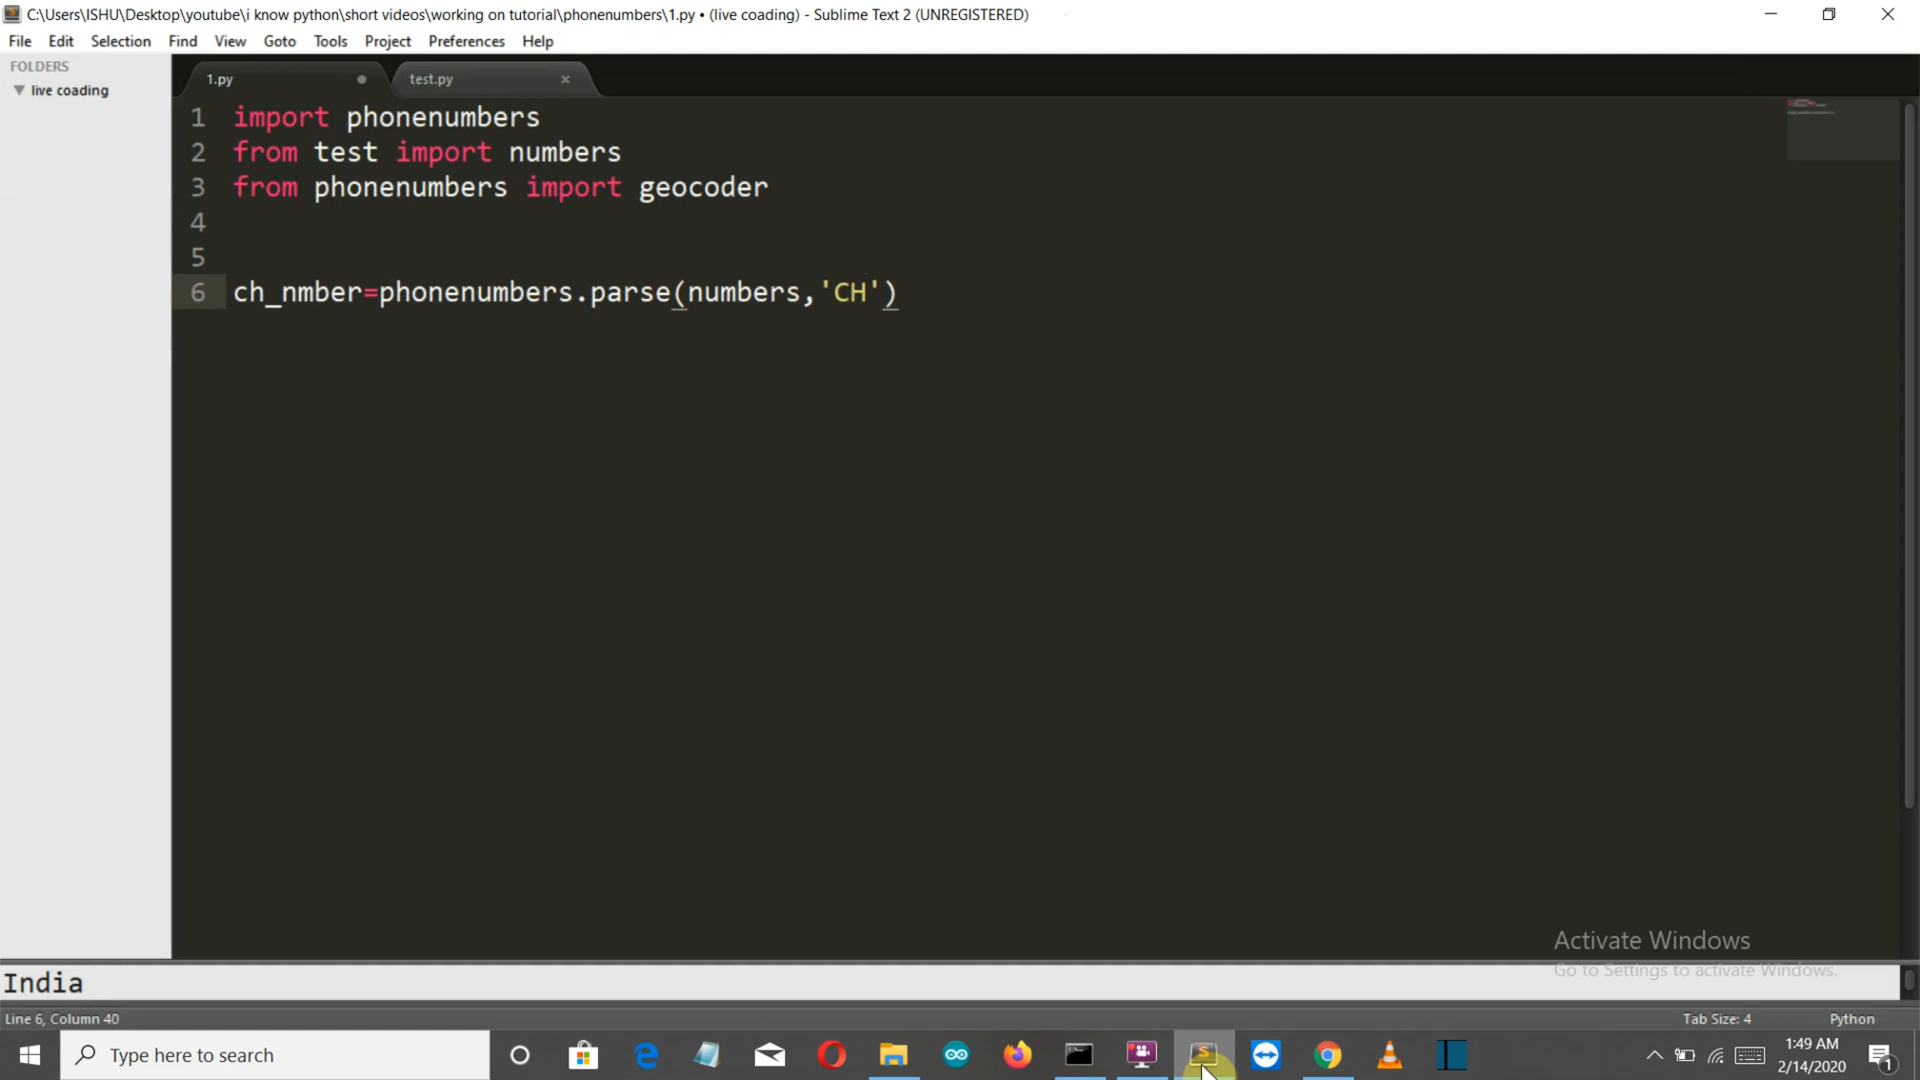 C:\Users\ISHU\Desktop\youtube\i know python\short videos\working on tutorial\phonenumbers\1.py • (live coading) - Sublime Text 2 (UNREGISTERED)
File Edit Selection Find View Goto Tools Project Preferences Help
FOLDERS
live coading
1.py test.py
1 import phonenumbers
2 from test import numbers
3 from phonenumbers import geocoder
4
5
6 ch_nmber=phonenumbers.parse(numbers,'CH')
Activate Windows
Go to Settings to activate Windows.
India
Line 6, Column 40 Tab Size: 4 Python
Type here to search
1:49 AM
2/14/2020
1